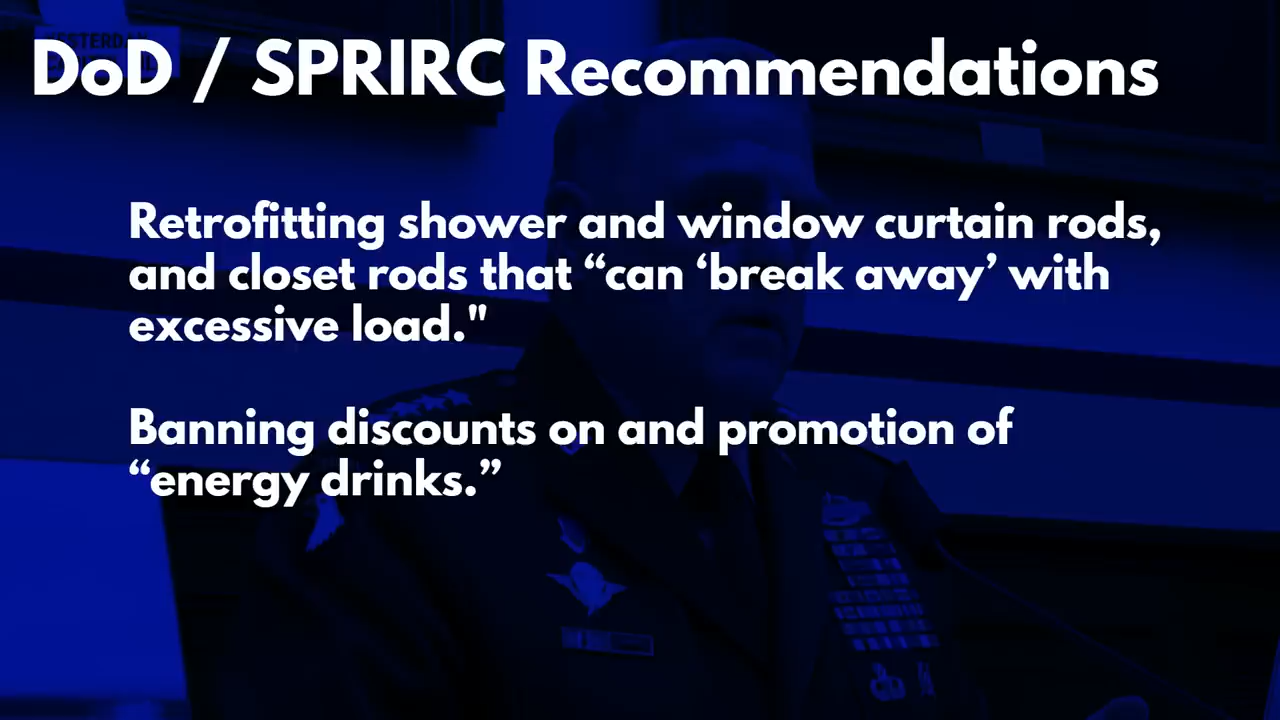 DoD / SPRIRC Recommendations
Retrofitting shower and window curtain rods,
and closet rods that “can ‘break away’ with
excessive load."
Banning discounts on and promotion of
“energy drinks.”